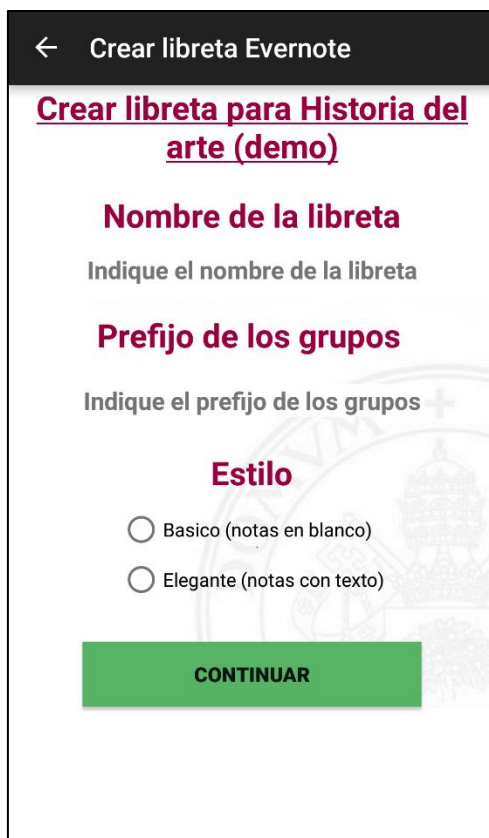 Crear libreta Evernote
Crear libreta para Historia del
arte (demo)
Nombre de la libreta
Indique el nombre de la libreta
Prefijo de los grupos
Indique el prefijo de los grupos
Estilo
Basico (notas en blanco)
Elegante (notas con texto)
CONTINUAR